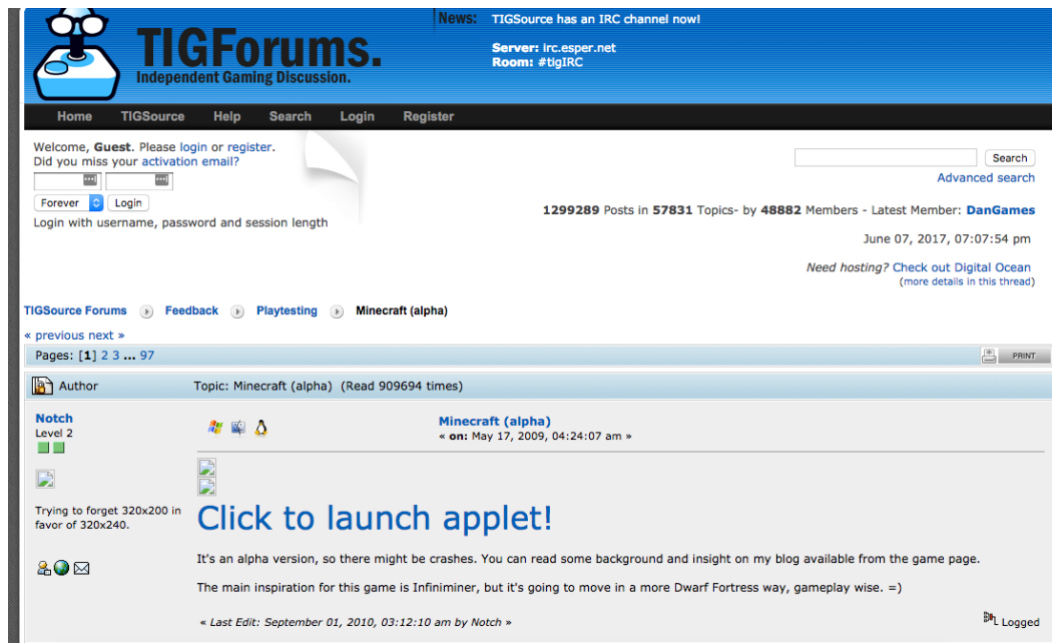 News: TIGSource has an IRC channel now!
TIGForums.
Independent Gaming Discussion.
Server: irc.esper.net
Room: #tigIRC
Home TIGSource Help Search Login Register
Welcome, Guest. Please login or register.
Did you miss your activation email?
Forever Login
Login with username, password and session length
Search
Advanced search
1299289 Posts in 57831 Topics- by 48882 Members - Latest Member: DanGames
June 07, 2017, 07:07:54 pm
Need hosting? Check out Digital Ocean
(more details in this thread)
TIGSource Forums Feedback Playtesting Minecraft (alpha)
« previous next »
Pages: [1] 2 3 ... 97 PRINT
Author Topic: Minecraft (alpha) (Read 909694 times)
Notch
Level 2
Trying to forget 320x200 in
favor of 320x240.
Minecraft (alpha)
« on: May 17, 2009, 04:24:07 am »
Click to launch applet!
It's an alpha version, so there might be crashes. You can read some background and insight on my blog available from the game page.
The main inspiration for this game is Infiniminer, but it's going to move in a more Dwarf Fortress way, gameplay wise. =)
« Last Edit: September 01, 2010, 03:12:10 am by Notch »
Logged